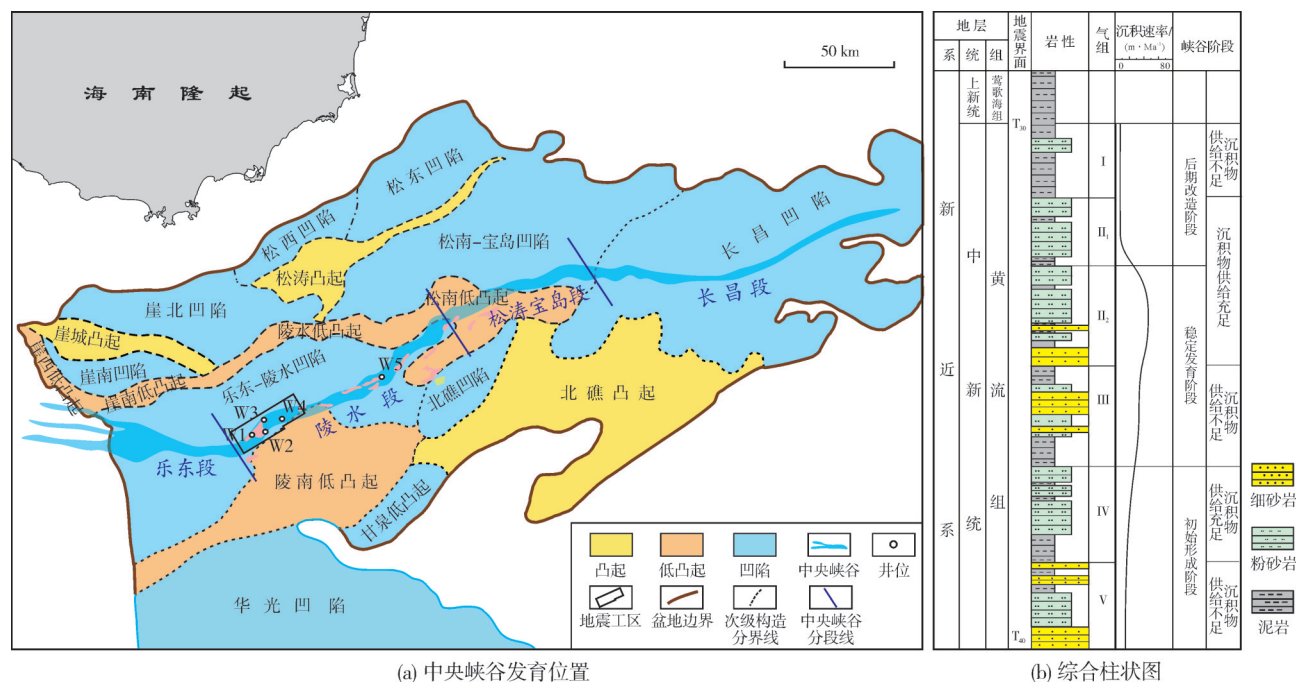 50 km
海南隆起
松东凹陷
松西凹陷
松南-宝岛凹陷
长昌凹陷
松涛凸起
崖北凹陷
松南低凸起
松涛宝岛段
长昌段
崖城凸起
陵水低凸起
崖西低凸起
崖南凹陷
崖南低凸起
乐东-陵水凹陷
W5
北礁凹陷
北礁凸起
W3
W4
W1
W2
陵水段
乐东段
陵南低凸起
甘泉低凸起
华光凹陷
凸起
低凸起
凹陷
中央峡谷
井位
地震工区
盆地边界
次级构造
分界线
中央峡谷
分段线
(a) 中央峡谷发育位置
地层
系
统
组
地震界面
岩性
气组
沉积速率/
(m·Ma⁻¹)
0
80
峡谷阶段
新近系
上新统
中新统
莺歌海组
黄流组
T₃₀
T₄₀
I
II₁
II₂
III
IV
V
后期改造阶段
稳定发育阶段
初始形成阶段
沉积物
供给不足
沉积物供给充足
沉积物
供给不足
沉积物
供给充足
沉积物
供给不足
细砂岩
粉砂岩
泥岩
(b) 综合柱状图